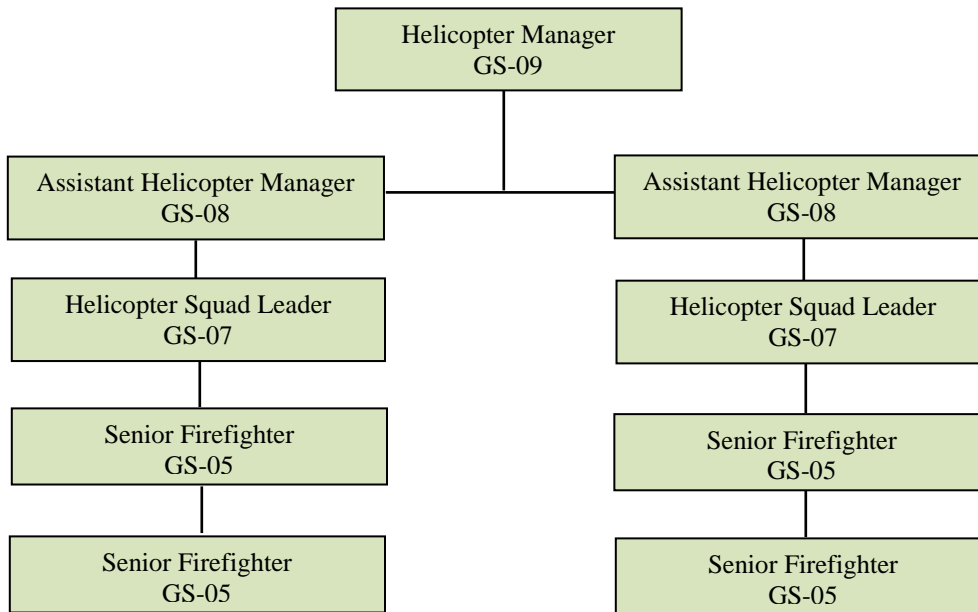 Helicopter Manager
GS-09
Assistant Helicopter Manager
GS-08
Assistant Helicopter Manager
GS-08
Helicopter Squad Leader
GS-07
Helicopter Squad Leader
GS-07
Senior Firefighter
GS-05
Senior Firefighter
GS-05
Senior Firefighter
GS-05
Senior Firefighter
GS-05